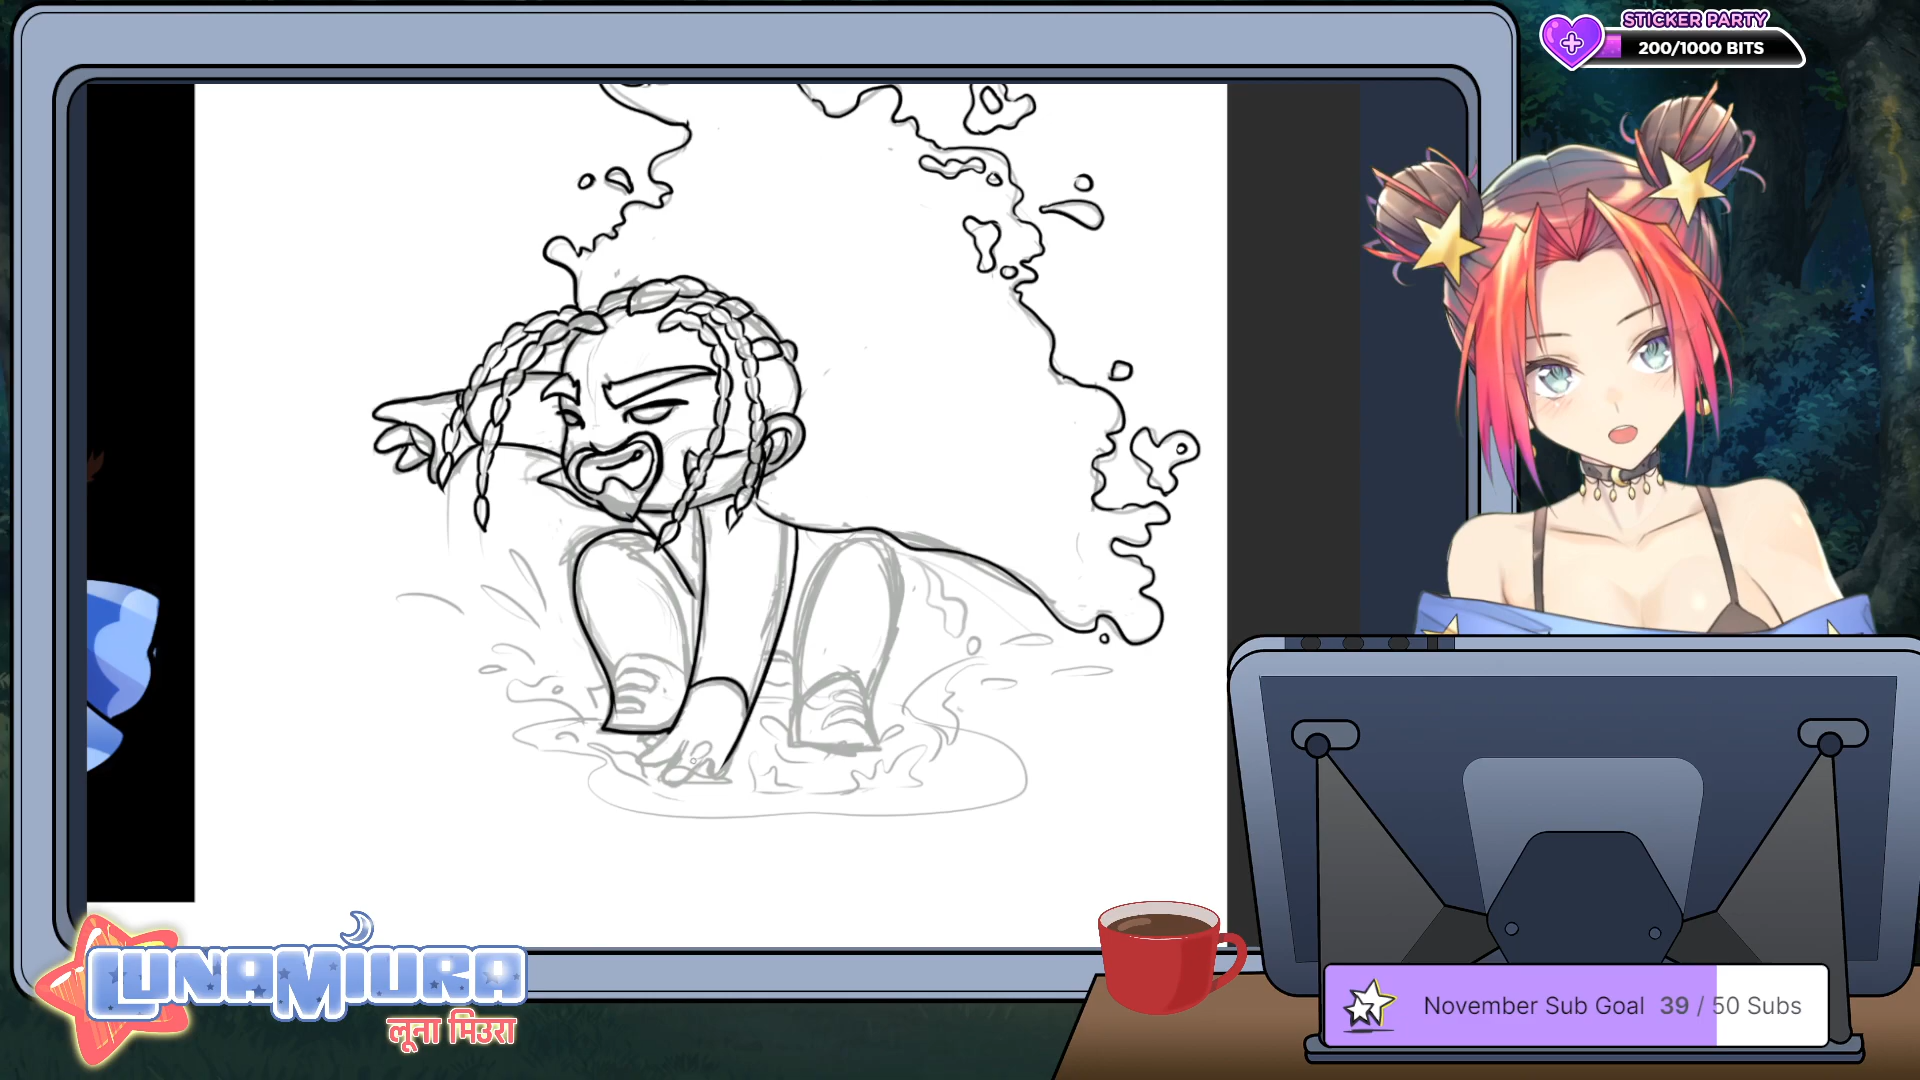 STICKER PARTY
200/1000 BITS
LUNAMIURA
लूना मिउरा
November Sub Goal 39 / 50 Subs